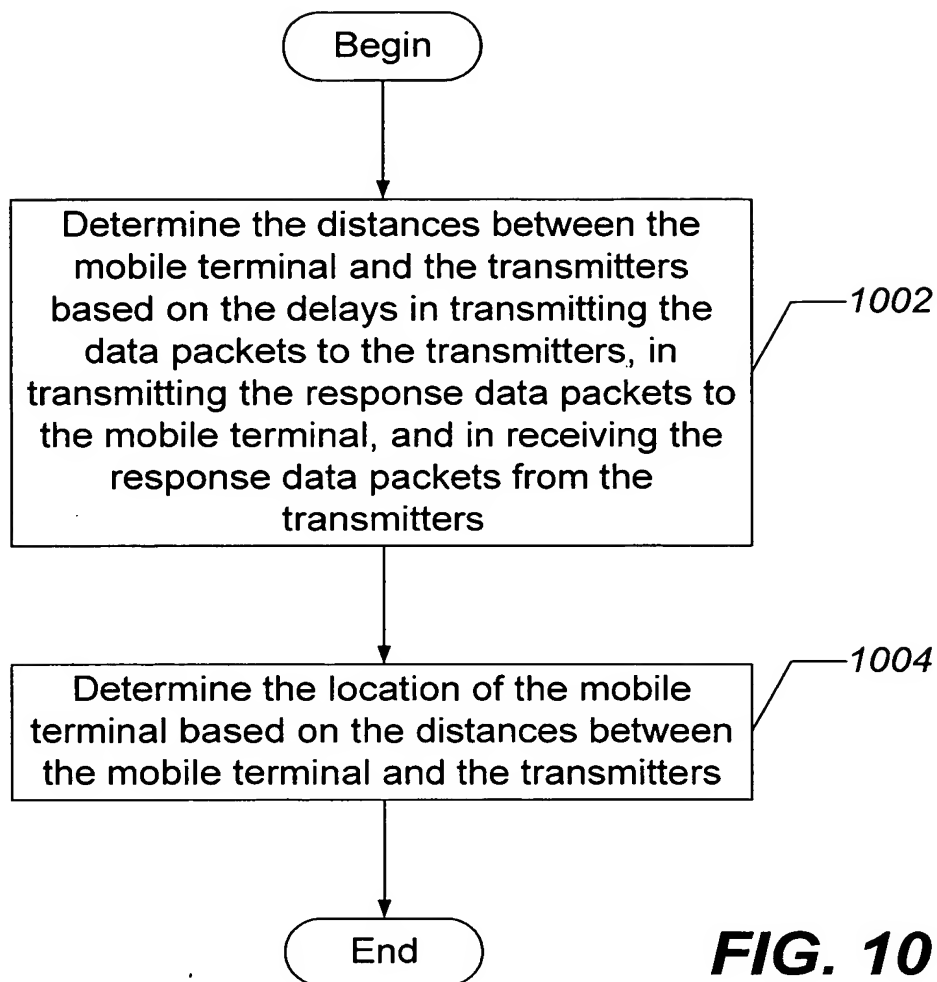 Begin
Determine the distances between the
mobile terminal and the transmitters
based on the delays in transmitting the
data packets to the transmitters, in
transmitting the response data packets to
the mobile terminal, and in receiving the
response data packets from the
transmitters
1002
Determine the location of the mobile
terminal based on the distances between
the mobile terminal and the transmitters
1004
End
FIG. 10